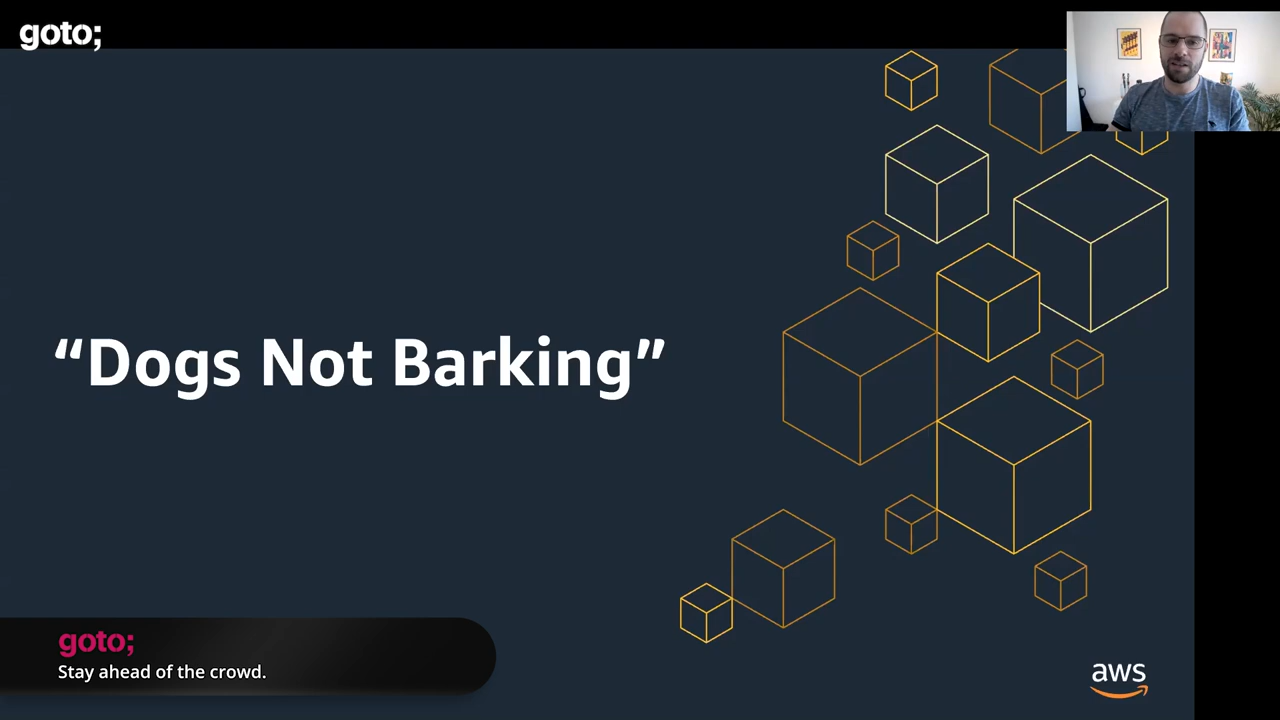 goto;
“Dogs Not Barking”
goto;
Stay ahead of the crowd.
aws